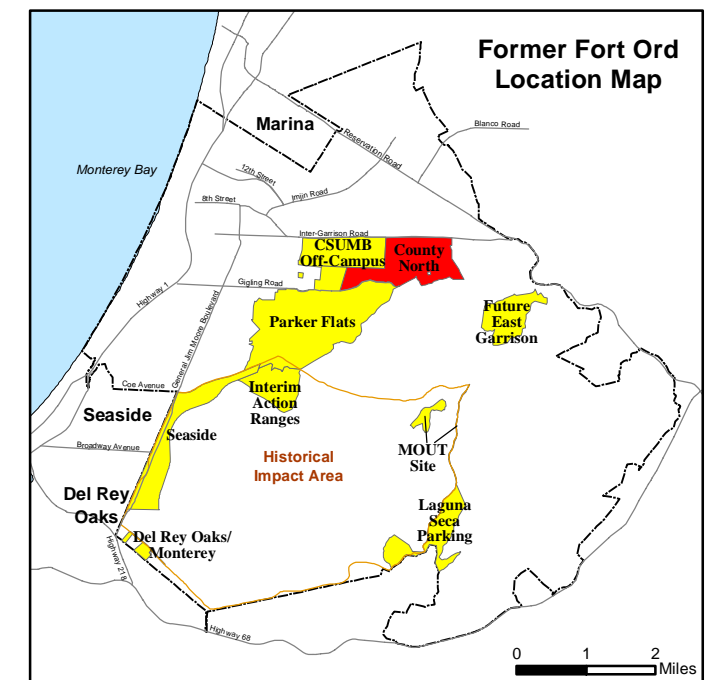 Former Fort Ord
Location Map
Marina
Blanco Road
Reservation Road
Monterey Bay
12th Street
Imjin Road
8th Street
Inter-Garrison Road
CSUMB
Off-Campus
County
North
Gigling Road
Highway 1
General Jim Moore Boulevard
Parker Flats
Future
East
Garrison
Coe Avenue
Interim
Action
Ranges
Seaside
Seaside
Broadway Avenue
MOUT
Site
Historical
Impact Area
Del Rey
Oaks
Laguna
Seca
Parking
Del Rey Oaks/
Monterey
Highway 218
Highway 68
0 1 2
Miles